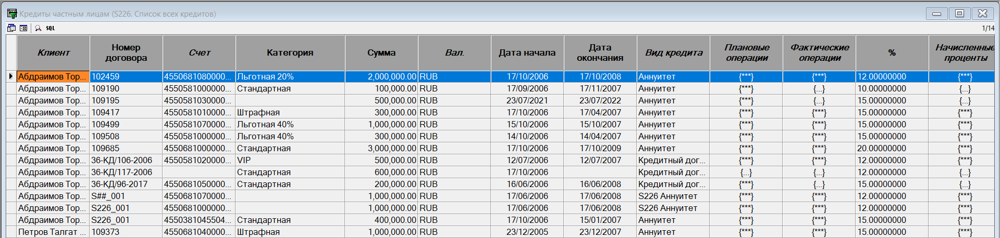 Кредиты частным лицам (S226. Список всех кредитов)
SQL 1/14
Клиент Номер договора Счет Категория Сумма Вал. Дата начала Дата окончания Вид кредита Плановые операции Фактические операции % Начисленные проценты
Абдраимов Тор... 102459 4550681080000... Льготная 20% 2,000,000.00 RUB 17/10/2006 17/10/2008 Аннуитет {***} {***} 12.00000000 {***}
Абдраимов Тор... 109190 4550581000000... Стандартная 100,000.00 RUB 17/09/2006 17/11/2007 Аннуитет {***} {...} 10.00000000 {...}
Абдраимов Тор... 109195 4550581030000... 500,000.00 RUB 23/07/2021 23/07/2022 Аннуитет {***} {...} 15.00000000 {...}
Абдраимов Тор... 109417 4550581010000... Штрафная 300,000.00 RUB 17/10/2006 17/04/2007 Аннуитет {***} {***} 15.00000000 {***}
Абдраимов Тор... 109499 4550581070000... Льготная 40% 1,000,000.00 RUB 15/10/2006 15/10/2007 Аннуитет {***} {***} 15.00000000 {***}
Абдраимов Тор... 109508 4550581000000... Льготная 40% 300,000.00 RUB 14/10/2006 14/04/2007 Аннуитет {***} {***} 15.00000000 {***}
Абдраимов Тор... 109685 4550681000000... Стандартная 3,000,000.00 RUB 17/10/2006 17/10/2009 Аннуитет {***} {***} 20.00000000 {***}
Абдраимов Тор... 36-КД/106-2006 4550581020000... VIP 500,000.00 RUB 12/07/2006 12/07/2007 Кредитный дог... {***} {***} 12.00000000 {***}
Абдраимов Тор... 36-КД/117-2006 Стандартная 600,000.00 RUB 17/10/2006 Кредитный дог... {...} {...} 12.00000000 {...}
Абдраимов Тор... 36-КД/96-2017 4550681050000... Стандартная 200,000.00 RUB 16/06/2006 16/06/2008 Кредитный дог... {***} {...} 15.00000000 {...}
Абдраимов Тор... S##_001 4550681070000... 1,000,000.00 RUB 17/06/2006 17/06/2008 S226 Аннуитет {***} {***} 12.00000000 {***}
Абдраимов Тор... S226_001 4550681000000... 1,000,000.00 RUB 17/06/2006 17/06/2008 S226 Аннуитет {***} {***} 12.00000000 {***}
Абдраимов Тор... S226_001 4550381045504... Стандартная 400,000.00 RUB 17/10/2006 15/01/2007 Аннуитет {***} {***} 15.00000000 {***}
Петров Талгат ... 109373 4550681040000... Штрафная 1,000,000.00 RUB 23/12/2005 23/12/2007 Аннуитет {***} {***} 15.00000000 {***}